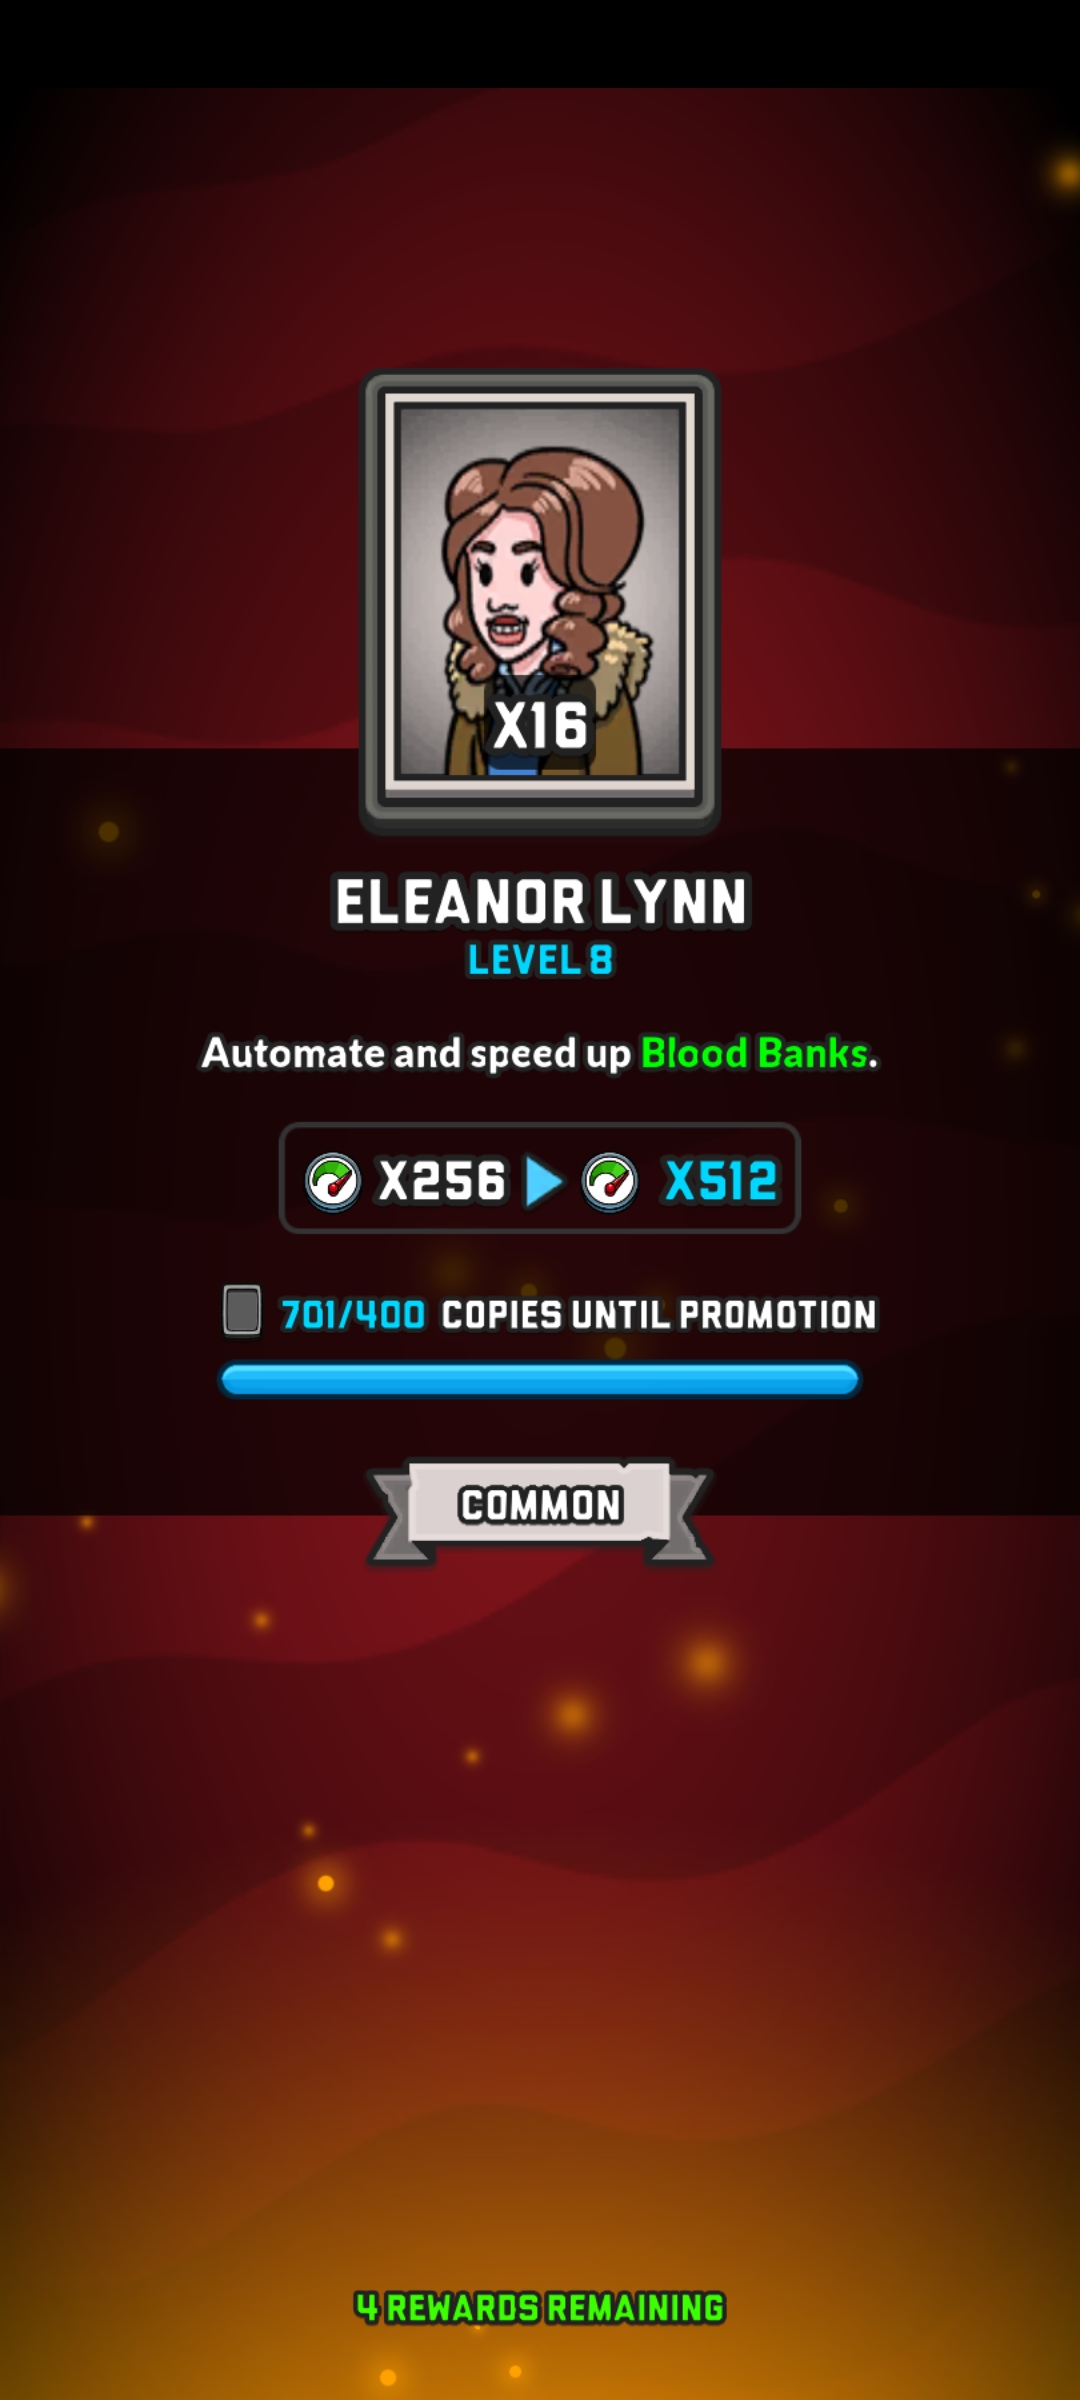 X16
ELEANOR LYNN
LEVEL 8
Automate and speed up Blood Banks.
X256 X512
701/400 COPIES UNTIL PROMOTION
COMMON
4 REWARDS REMAINING